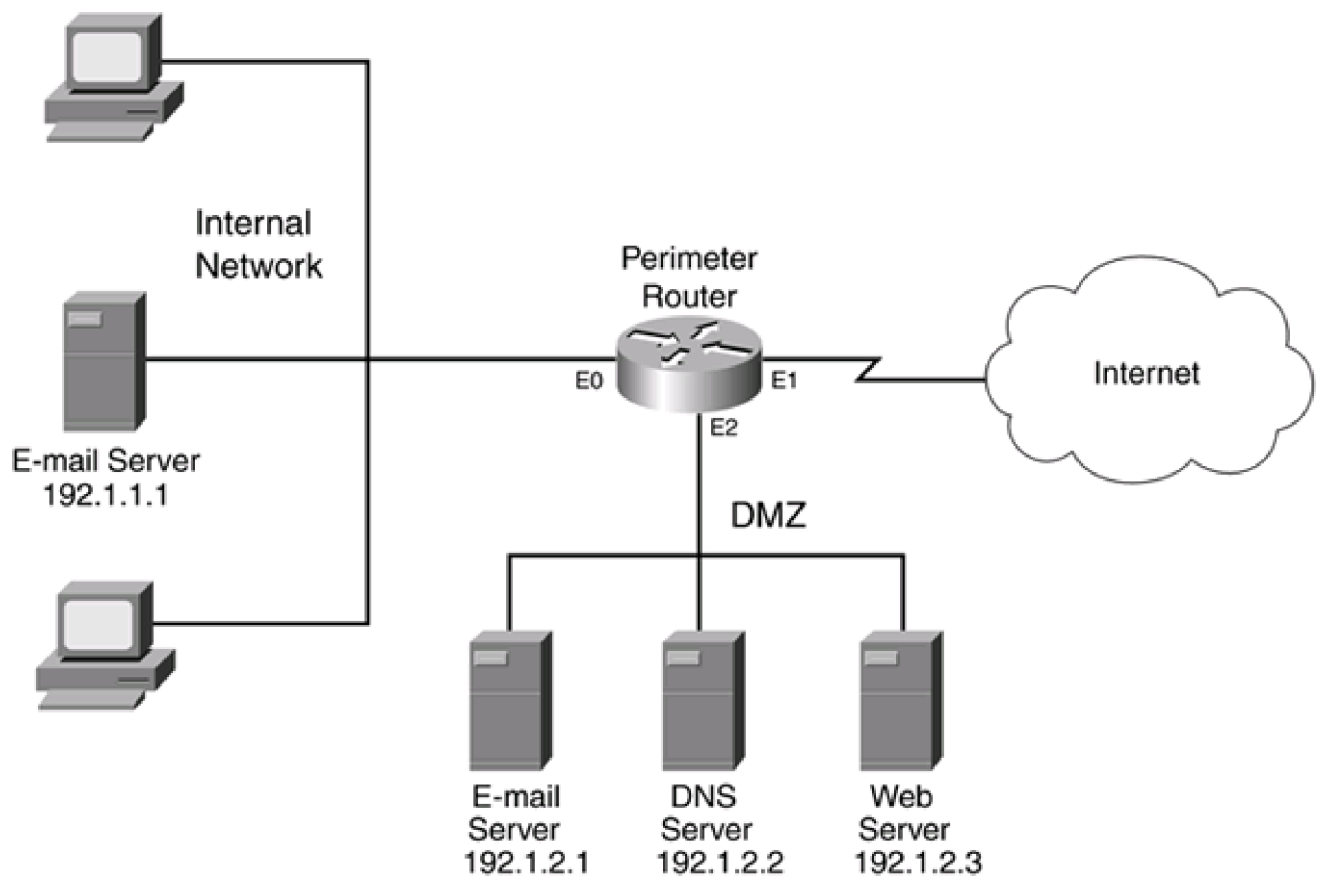 Internal
Network
Perimeter
Router
E0
E1
E2
Internet
E-mail Server
192.1.1.1
DMZ
E-mail
Server
192.1.2.1
DNS
Server
192.1.2.2
Web
Server
192.1.2.3